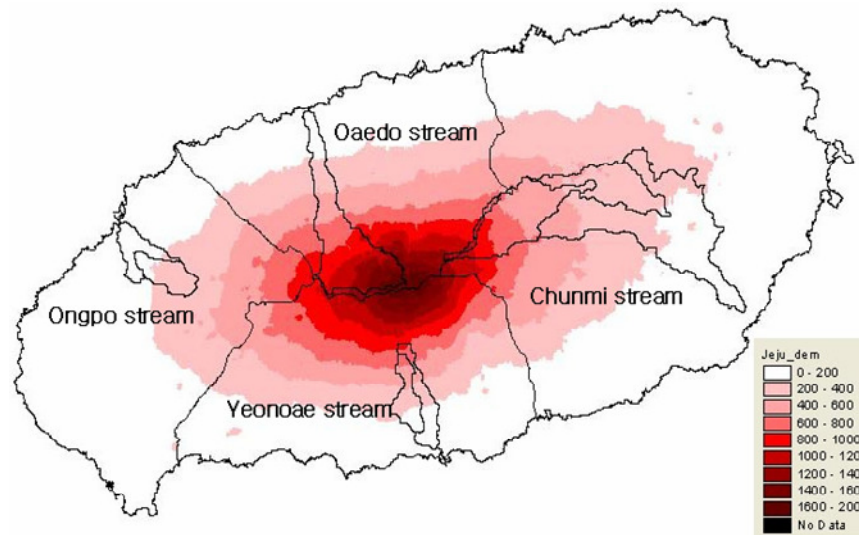 Oaedo stream
Ongpo stream
Chunmi stream
Yeonoae stream
Jeju_dem
0 - 200
200 - 400
400 - 600
600 - 800
800 - 1000
1000 - 120
1200 - 140
1400 - 160
1600 - 200
No Data